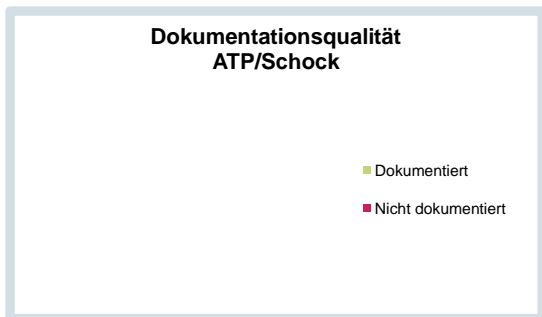 Dokumentationsqualität
ATP/Schock
Dokumentiert
Nicht dokumentiert